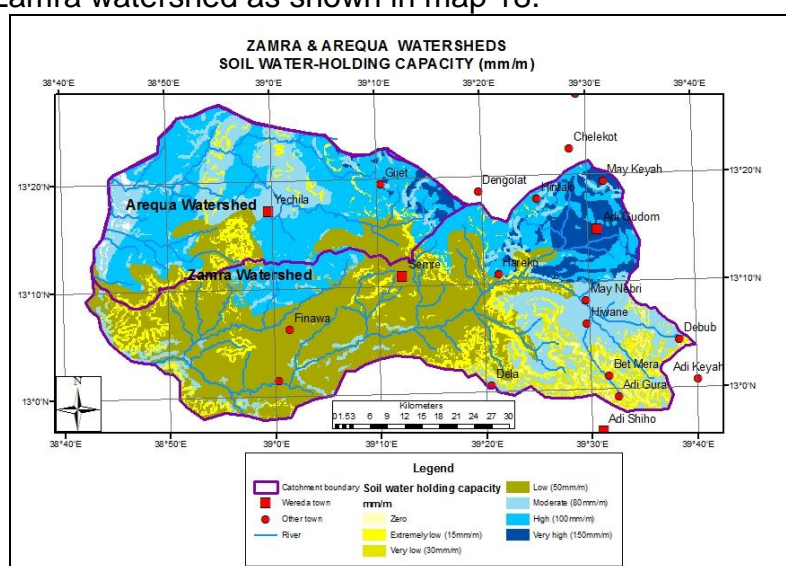 Zamra watershed as shown in map 18.
ZAMRA & AREQUA WATERSHEDS
SOIL WATER-HOLDING CAPACITY (mm/m)
38°40'E 38°50'E 39°0'E 39°10'E 39°20'E 39°30'E 39°40'E
Chelekot
13°20'N
May Keyah
13°20'N
Gijet
Dengolat
Hintalo
Arequa Watershed
Yechila
Adi Gudom
Zamra Watershed
Semre
Hareko
13°10'N
13°10'N
May Nebri
Finawa
Hiwane
Debub
Bet Mera
Adi Keyah
Dela
Adi Gura
13°0'N
13°0'N
N
Kilometers
0 1.5 3 6 9 12 15 18 21 24 27 30
Adi Shiho
38°40'E 38°50'E 39°0'E 39°10'E 39°20'E 39°30'E 39°40'E
Legend
Catchment boundary
Wereda town
Other town
River
Soil water holding capacity
mm/m
Zero
Extremely low (15mm/m)
Very low (30mm/m)
Low (50mm/m)
Moderate (80mm/m)
High (100mm/m)
Very high (150mm/m)